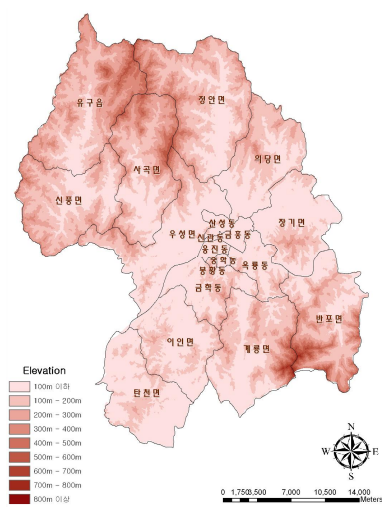 정안면
유구읍
의당면
사곡면
신풍면
장기면
산성동
우성면
신관동
금흥동
웅진동
중학동
옥룡동
봉황동
금학동
반포면
이인면
계룡면
탄천면
Elevation
100m 이하
100m - 200m
200m - 300m
300m - 400m
400m - 500m
500m - 600m
600m - 700m
700m - 800m
800m 이상
N
W E
S
0 1,750 3,500 7,000 10,500 14,000
Meters